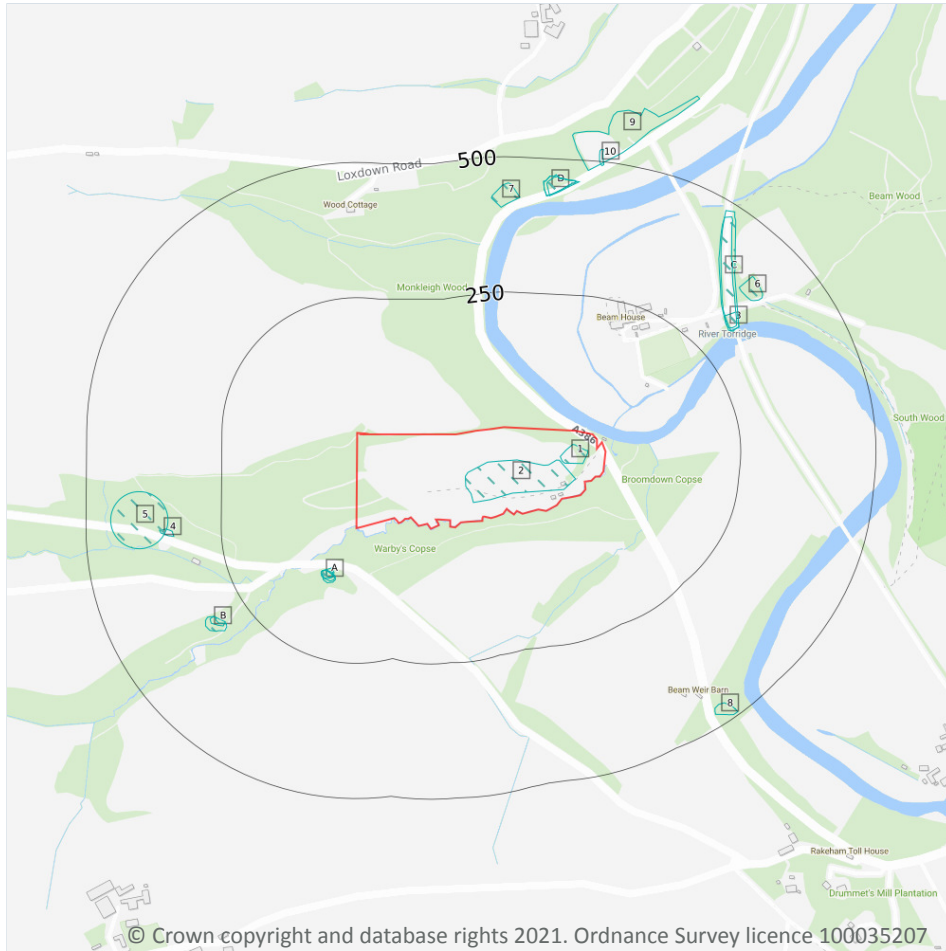 9
10
500
Loxdown Road
D
7
Beam Wood
Wood Cottage
C
6
Monkleigh Wood
250
3
Beam House
River Torridge
South Wood
A386
1
2
Broomdown Copse
5
4
Warby's Copse
A
B
Beam Weir Barn
8
Rakeham Toll House
Drummet's Mill Plantation
© Crown copyright and database rights 2021. Ordnance Survey licence 100035207